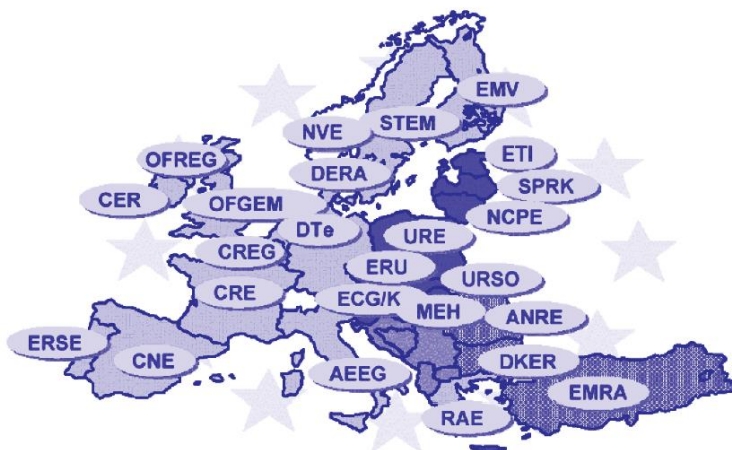 EMV
NVE
STEM
OFREG
ETI
DERA
SPRK
CER
OFGEM
NCPE
DTe
URE
CREG
ERU
URSO
CRE
ECG/K
MEH
ANRE
ERSE
CNE
AEEG
DKER
EMRA
RAE